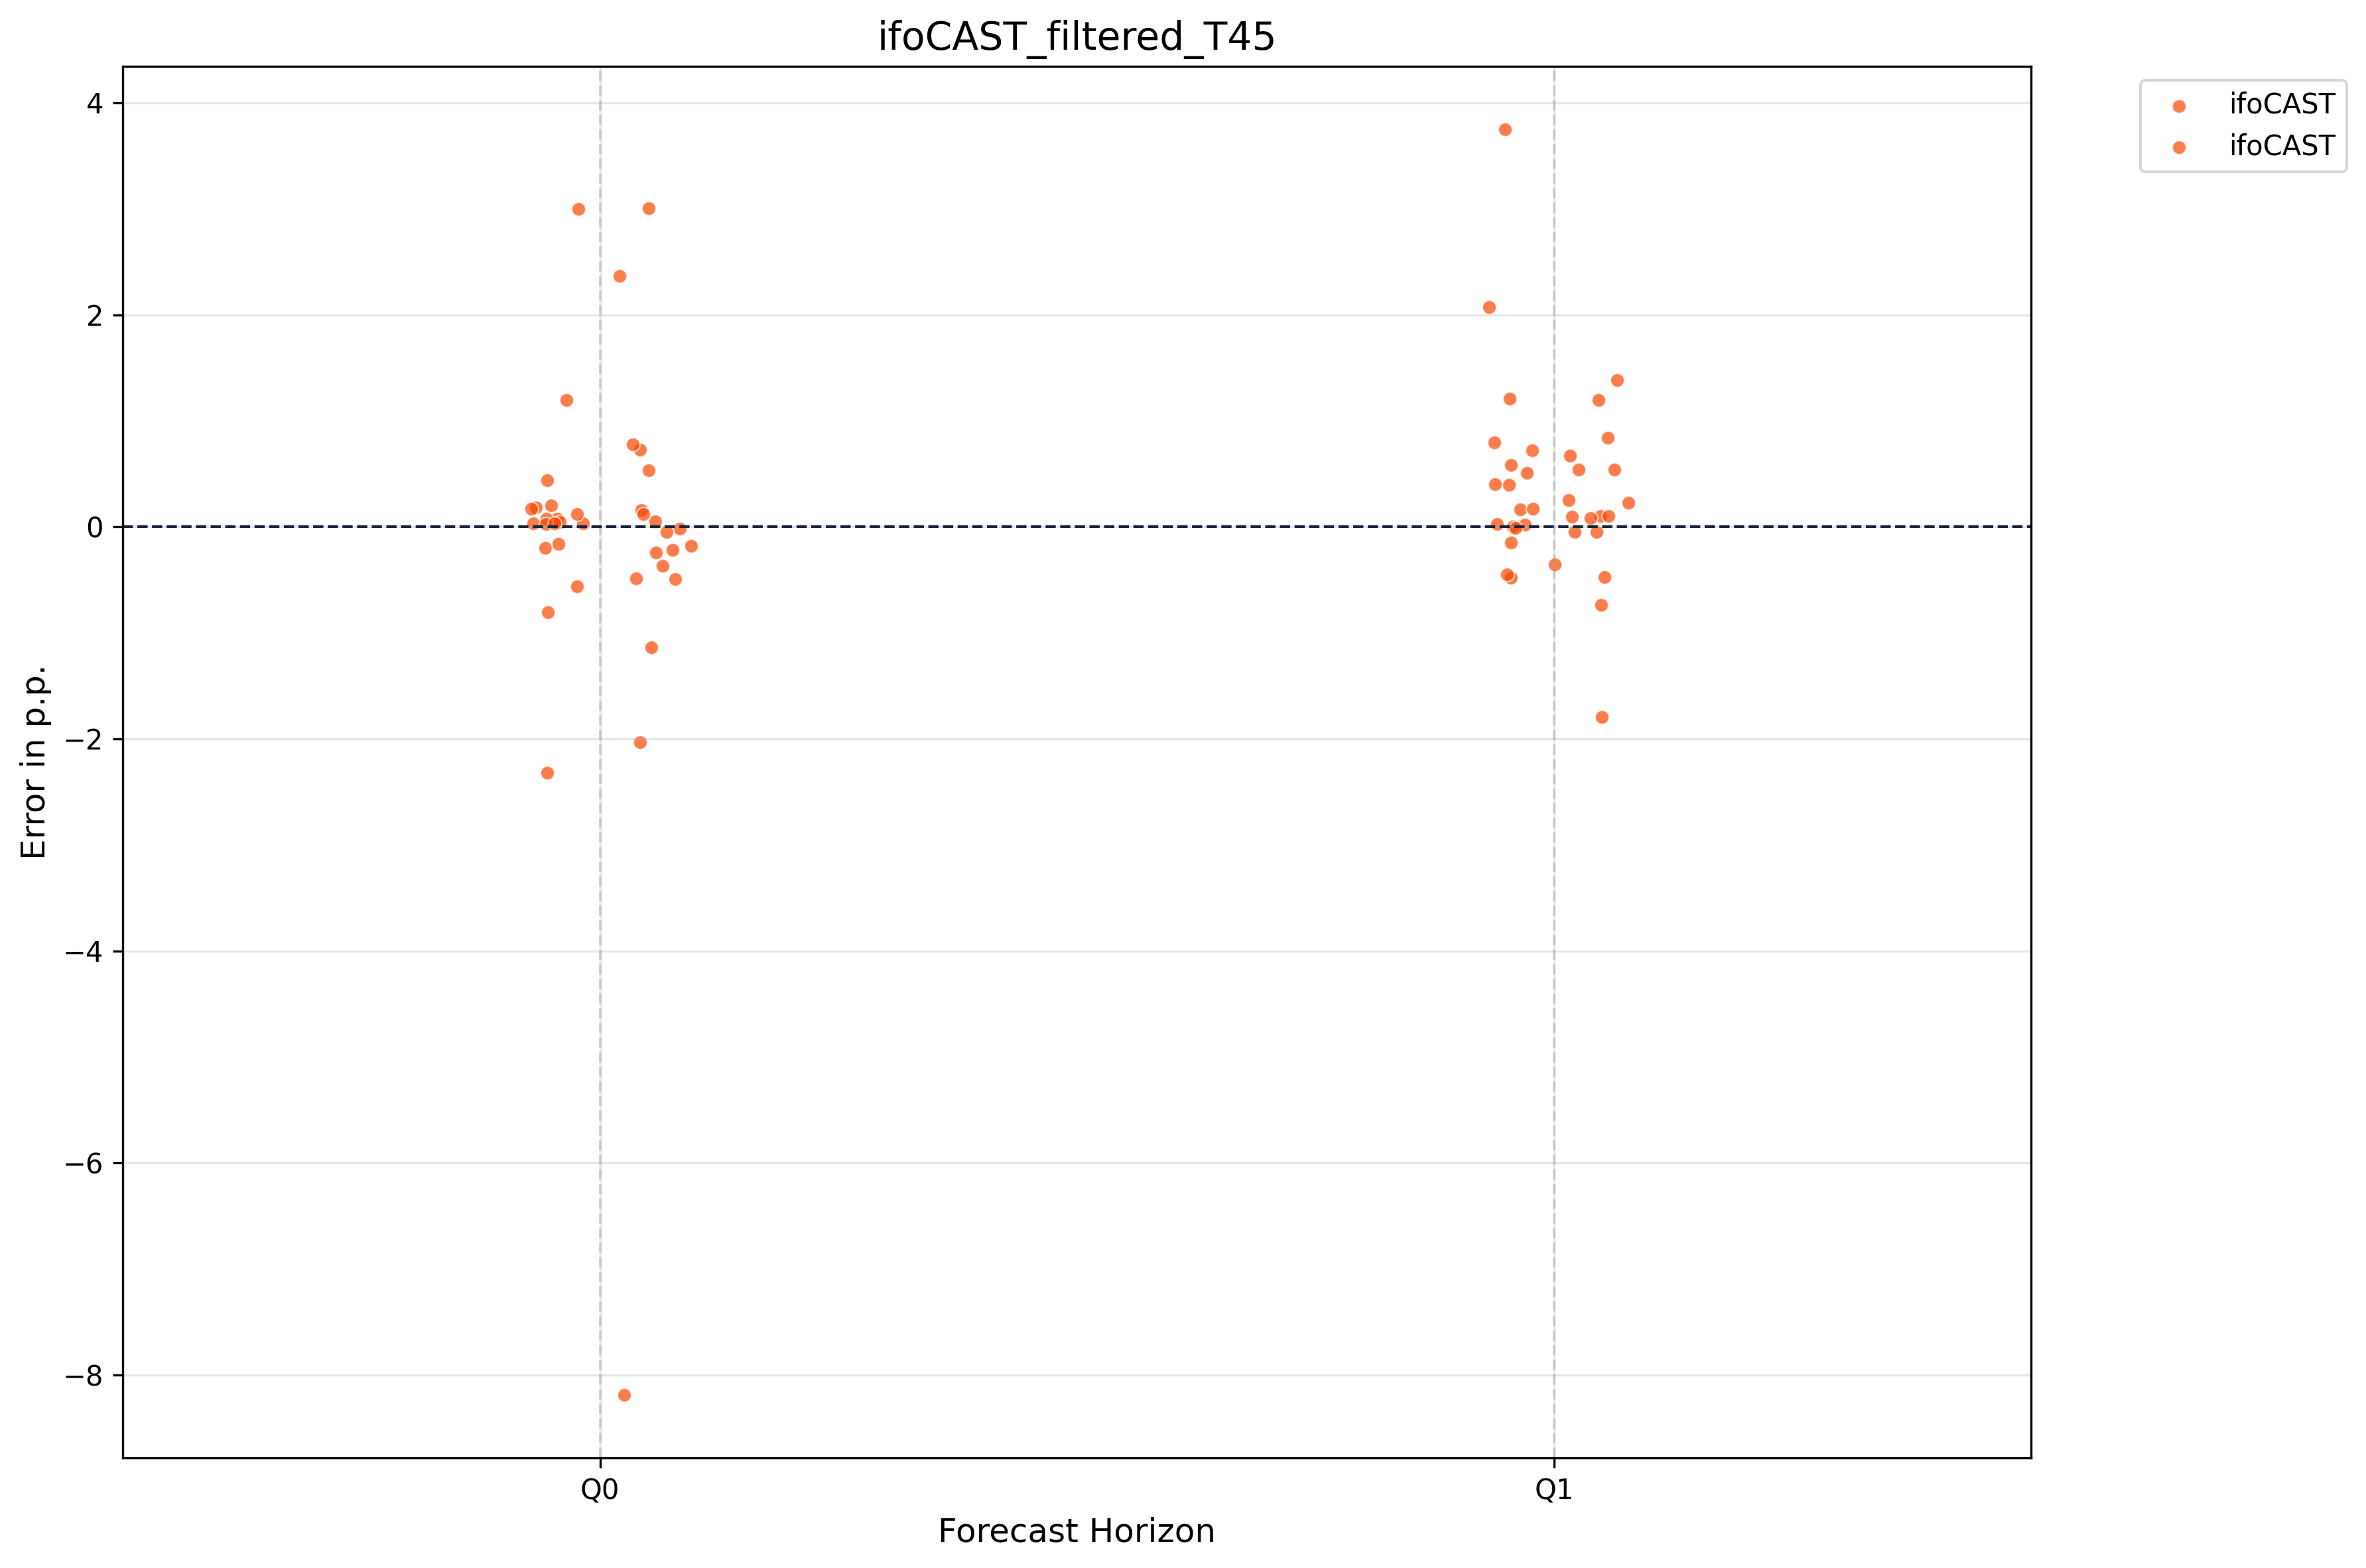 ifoCAST_filtered_T45
ifoCAST
ifoCAST
4
2
0
−2
−4
−6
−8
Error in p.p.
Q0
Q1
Forecast Horizon